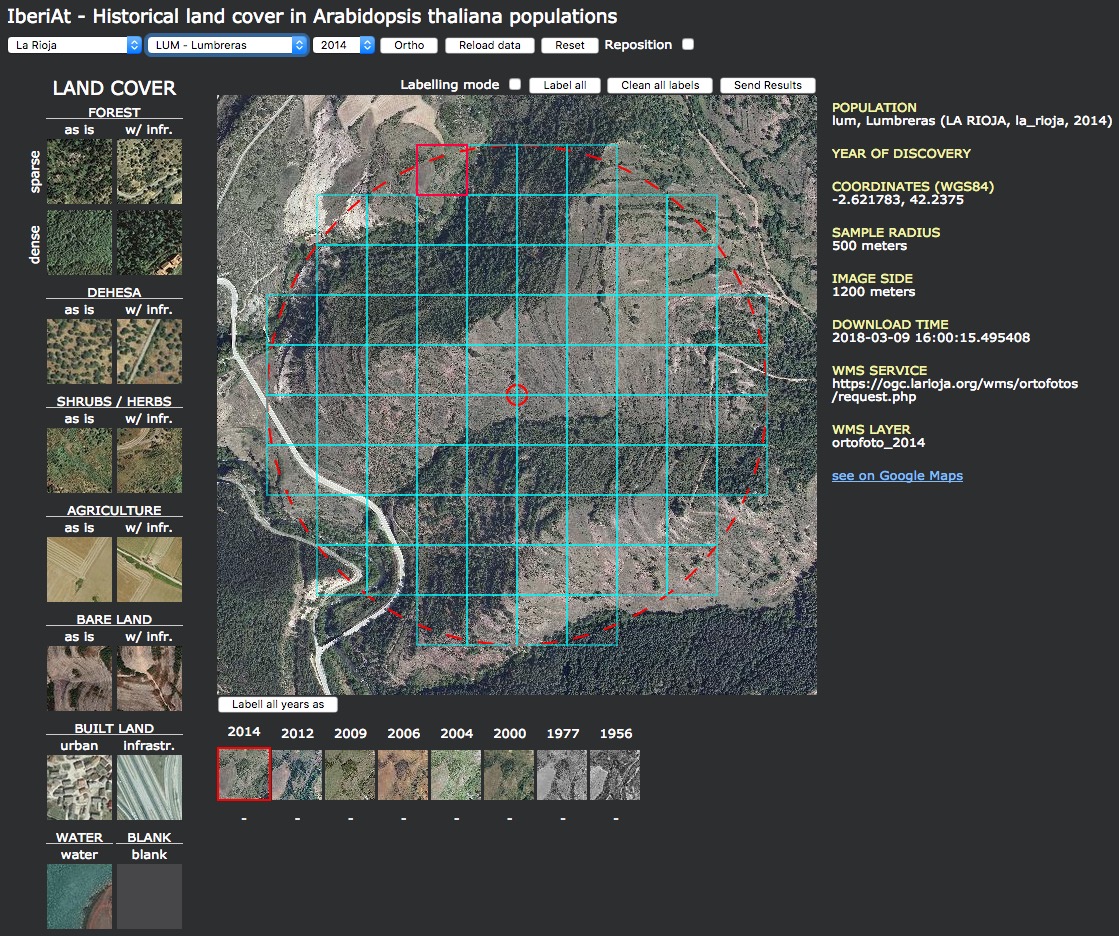 IberiAt - Historical land cover in Arabidopsis thaliana populations
La Rioja LUM - Lumbreras 2014 Ortho Reload data Reset Reposition
Labelling mode Label all Clean all labels Send Results
LAND COVER
FOREST
as is w/ infr.
sparse
dense
DEHESA
as is w/ infr.
SHRUBS / HERBS
as is w/ infr.
AGRICULTURE
as is w/ infr.
BARE LAND
as is w/ infr.
BUILT LAND
urban infrastr.
WATER BLANK
water blank
Labell all years as
2014 2012 2009 2006 2004 2000 1977 1956
- - - - - - - -
POPULATION
lum, Lumbreras (LA RIOJA, la_rioja, 2014)
YEAR OF DISCOVERY
COORDINATES (WGS84)
-2.621783, 42.2375
SAMPLE RADIUS
500 meters
IMAGE SIDE
1200 meters
DOWNLOAD TIME
2018-03-09 16:00:15.495408
WMS SERVICE
https://ogc.larioja.org/wms/ortofotos
/request.php
WMS LAYER
ortofoto_2014
see on Google Maps